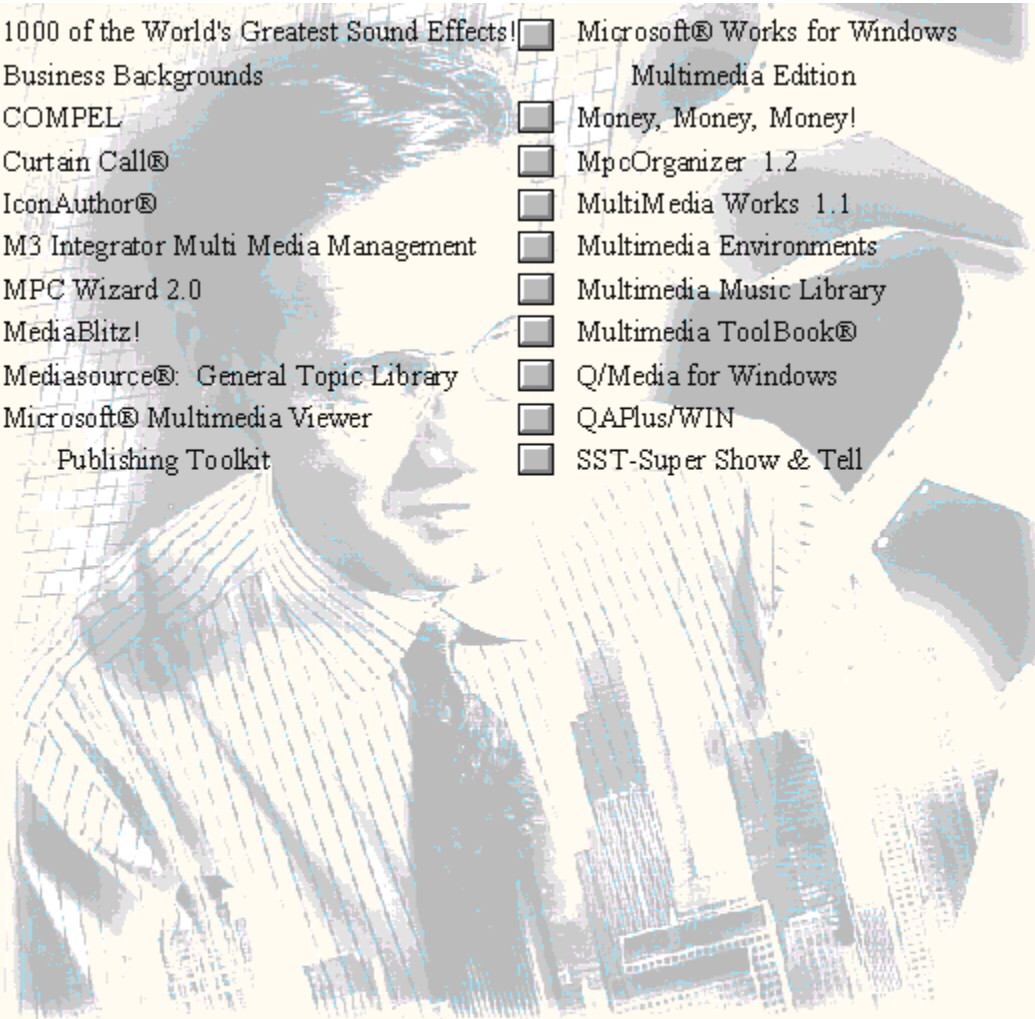 1000 of the World's Greatest Sound Effects!
Business Backgrounds
COMPEL
Curtain Call®
IconAuthor®
M3 Integrator Multi Media Management
MPC Wizard 2.0
MediaBlitz!
Mediasource®:  General Topic Library
Microsoft® Multimedia Viewer
Publishing Toolkit
Microsoft® Works for Windows
Multimedia Edition
Money, Money, Money!
MpcOrganizer  1.2
MultiMedia Works  1.1
Multimedia Environments
Multimedia Music Library
Multimedia ToolBook®
Q/Media for Windows
QAPlus/WIN
SST-Super Show & Tell